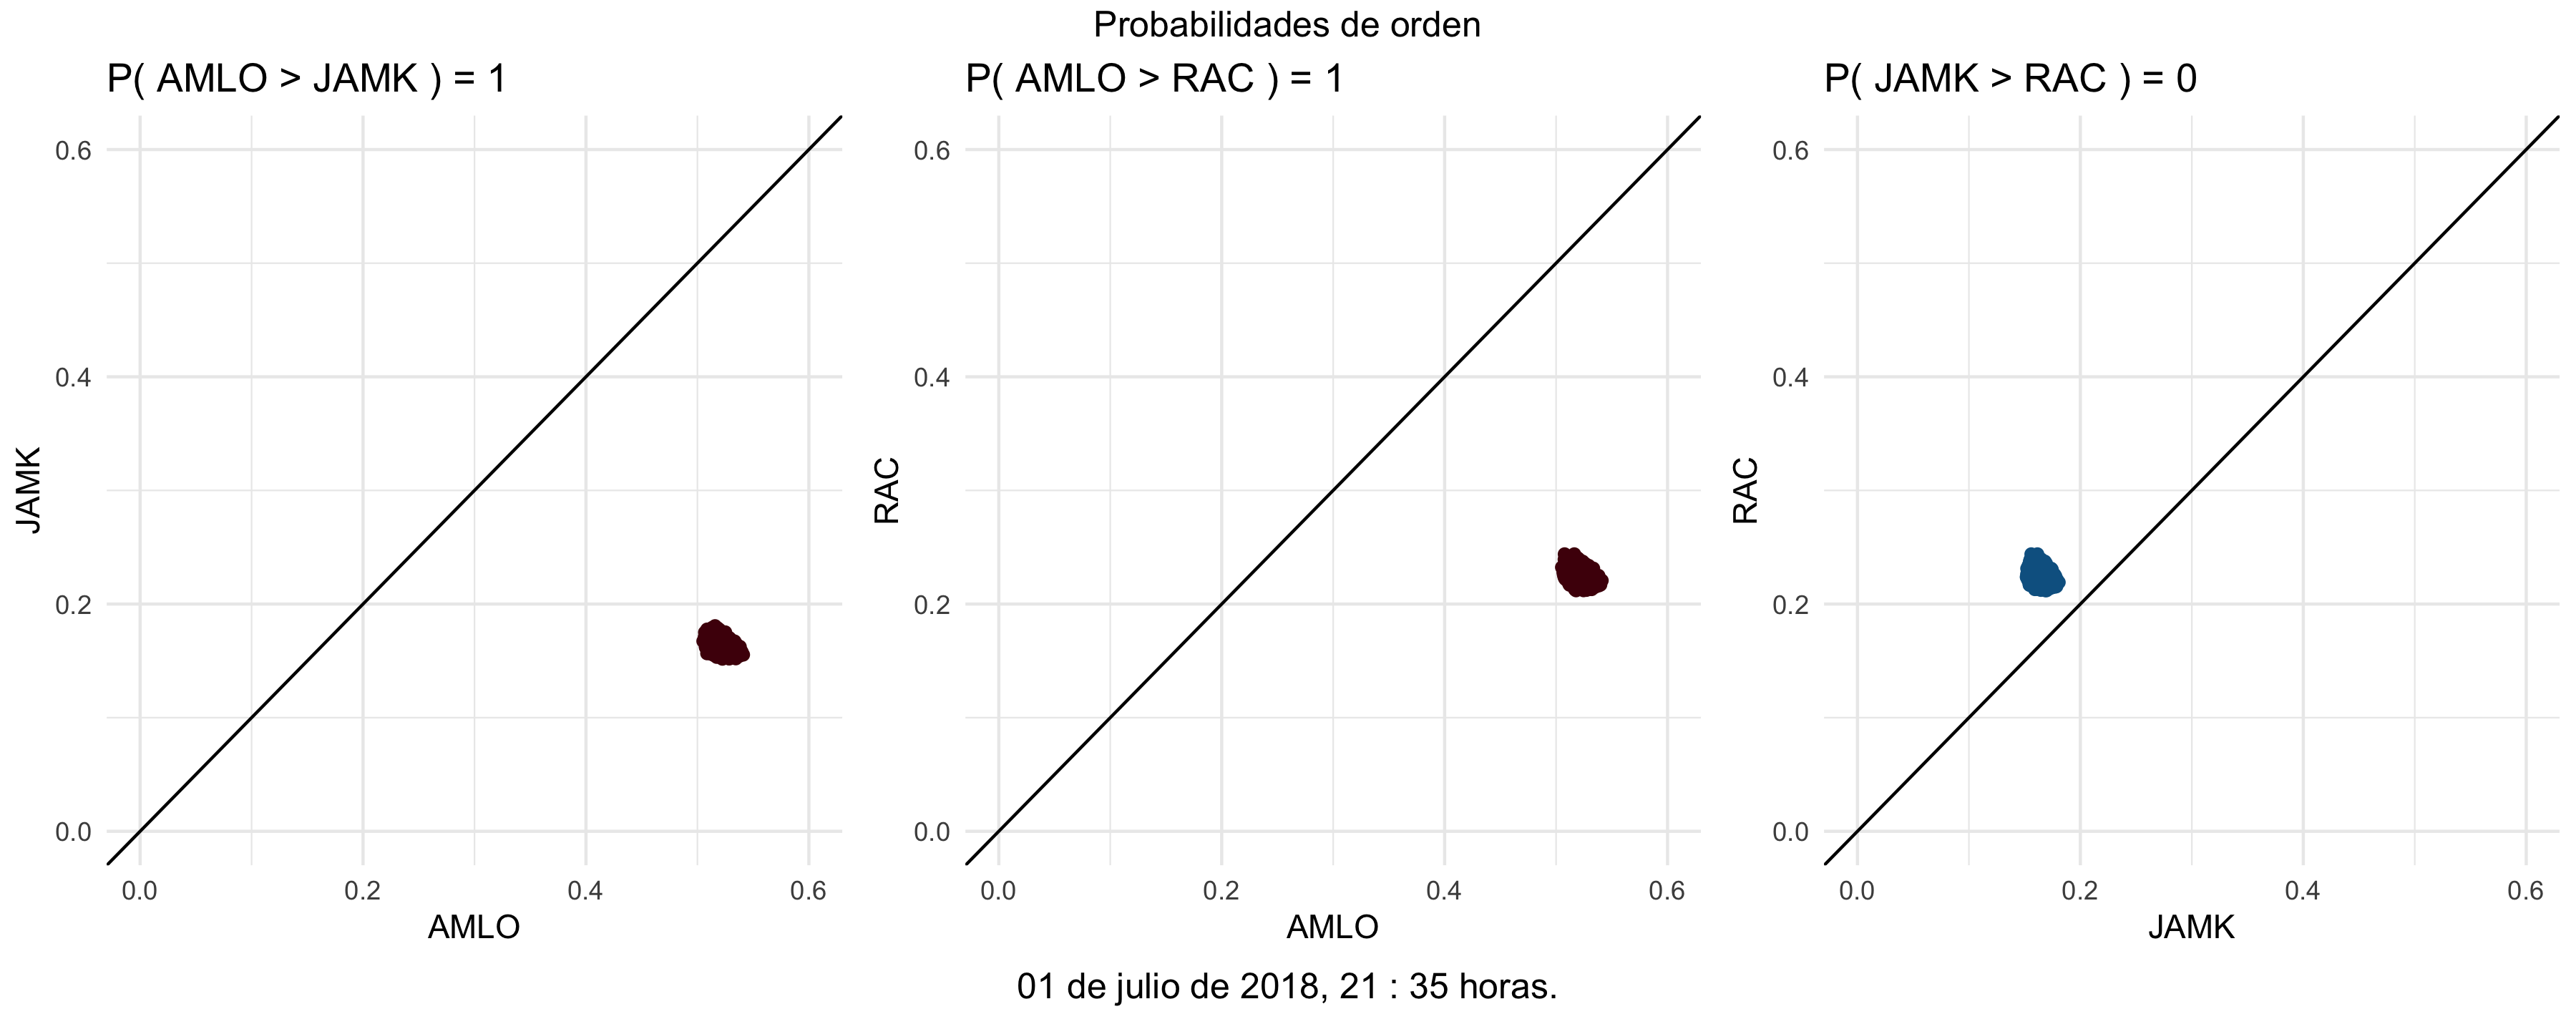 Probabilidades de orden
P( AMLO > JAMK ) = 1
0.6
0.4
0.2
0.0
JAMK
0.0 0.2 0.4 0.6
AMLO
P( AMLO > RAC ) = 1
0.6
0.4
0.2
0.0
RAC
0.0 0.2 0.4 0.6
AMLO
P( JAMK > RAC ) = 0
0.6
0.4
0.2
0.0
RAC
0.0 0.2 0.4 0.6
JAMK
01 de julio de 2018, 21 : 35 horas.